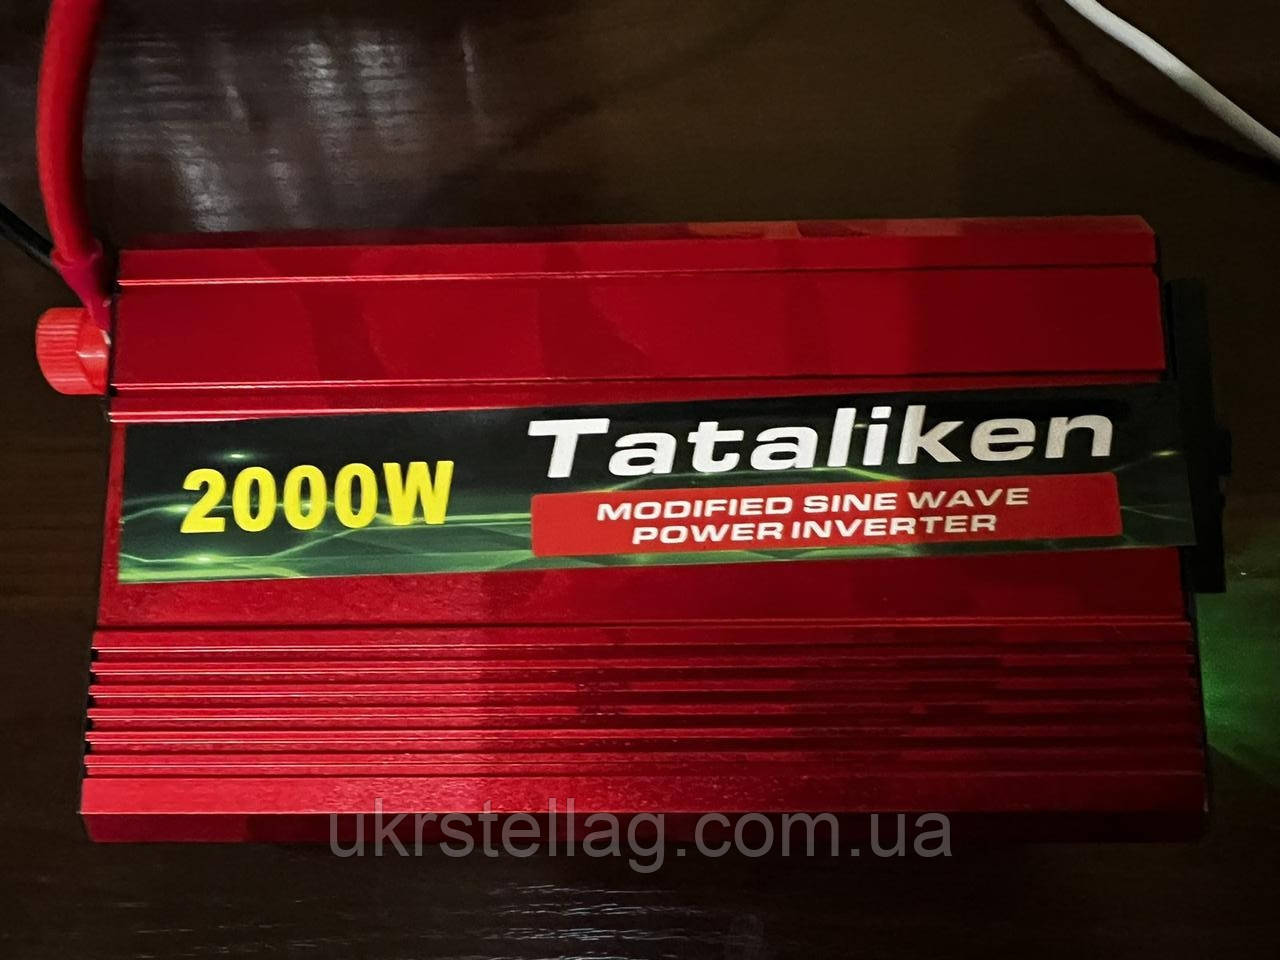 2000W
Tataliken
MODIFIED SINE WAVE
POWER INVERTER
ukrstellag.com.ua